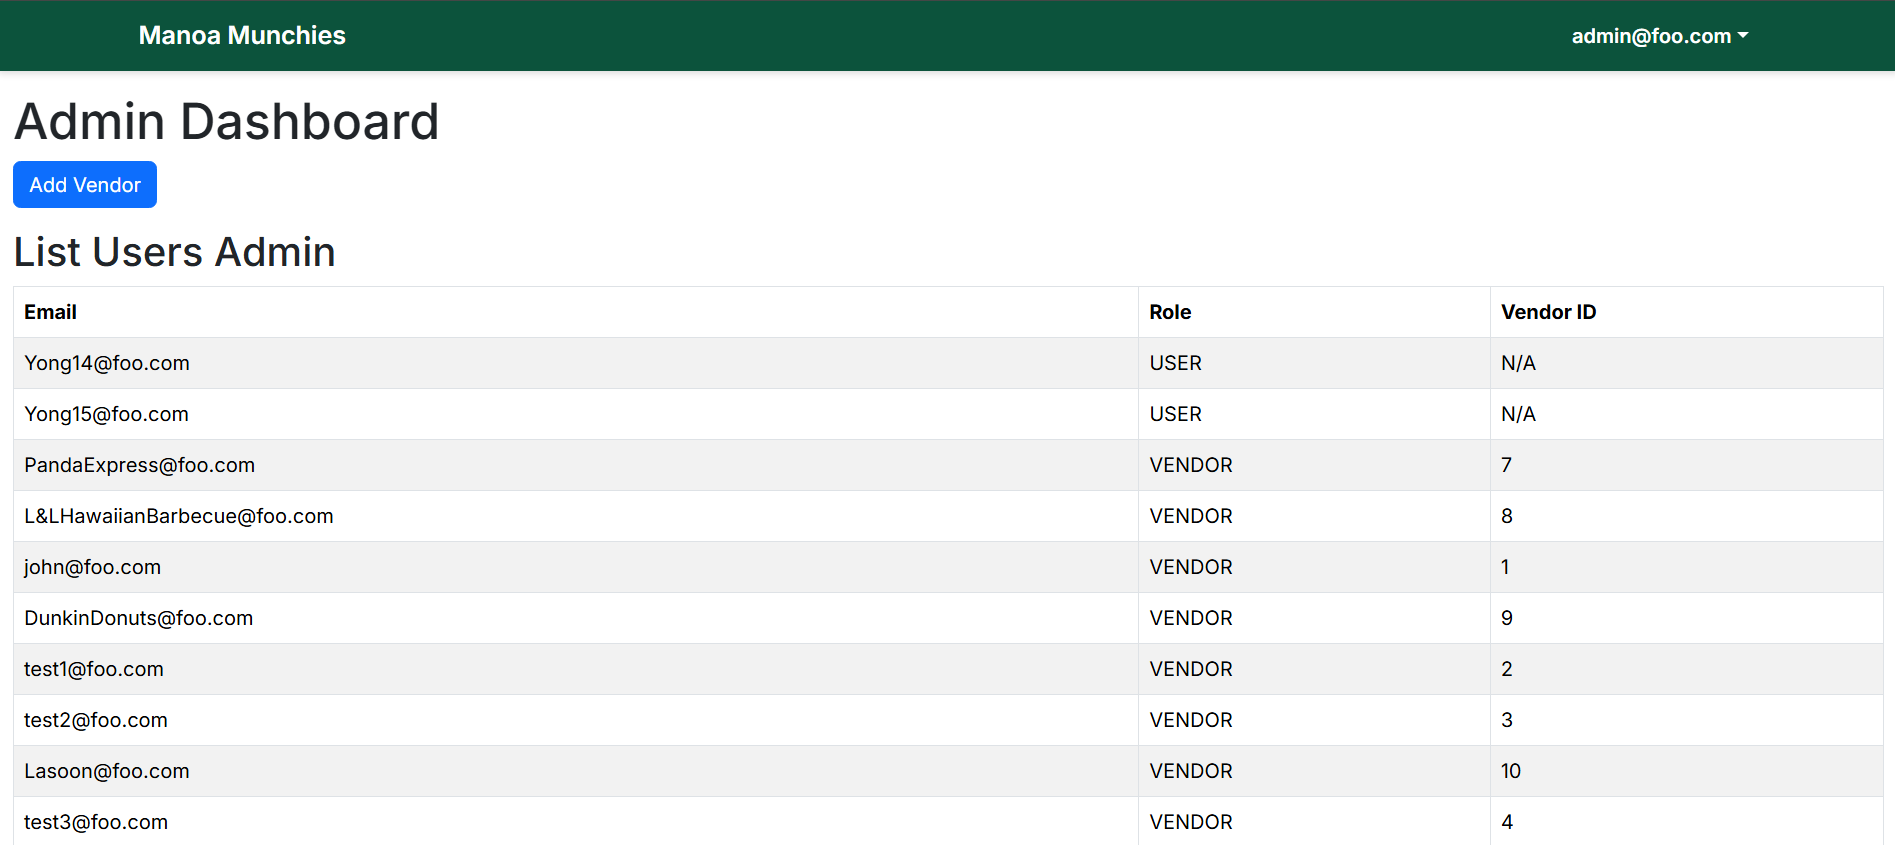 Manoa Munchies admin@foo.com
Admin Dashboard
Add Vendor
List Users Admin
Email Role Vendor ID
Yong14@foo.com USER N/A
Yong15@foo.com USER N/A
PandaExpress@foo.com VENDOR 7
L&LHawaiianBarbecue@foo.com VENDOR 8
john@foo.com VENDOR 1
DunkinDonuts@foo.com VENDOR 9
test1@foo.com VENDOR 2
test2@foo.com VENDOR 3
Lasoon@foo.com VENDOR 10
test3@foo.com VENDOR 4